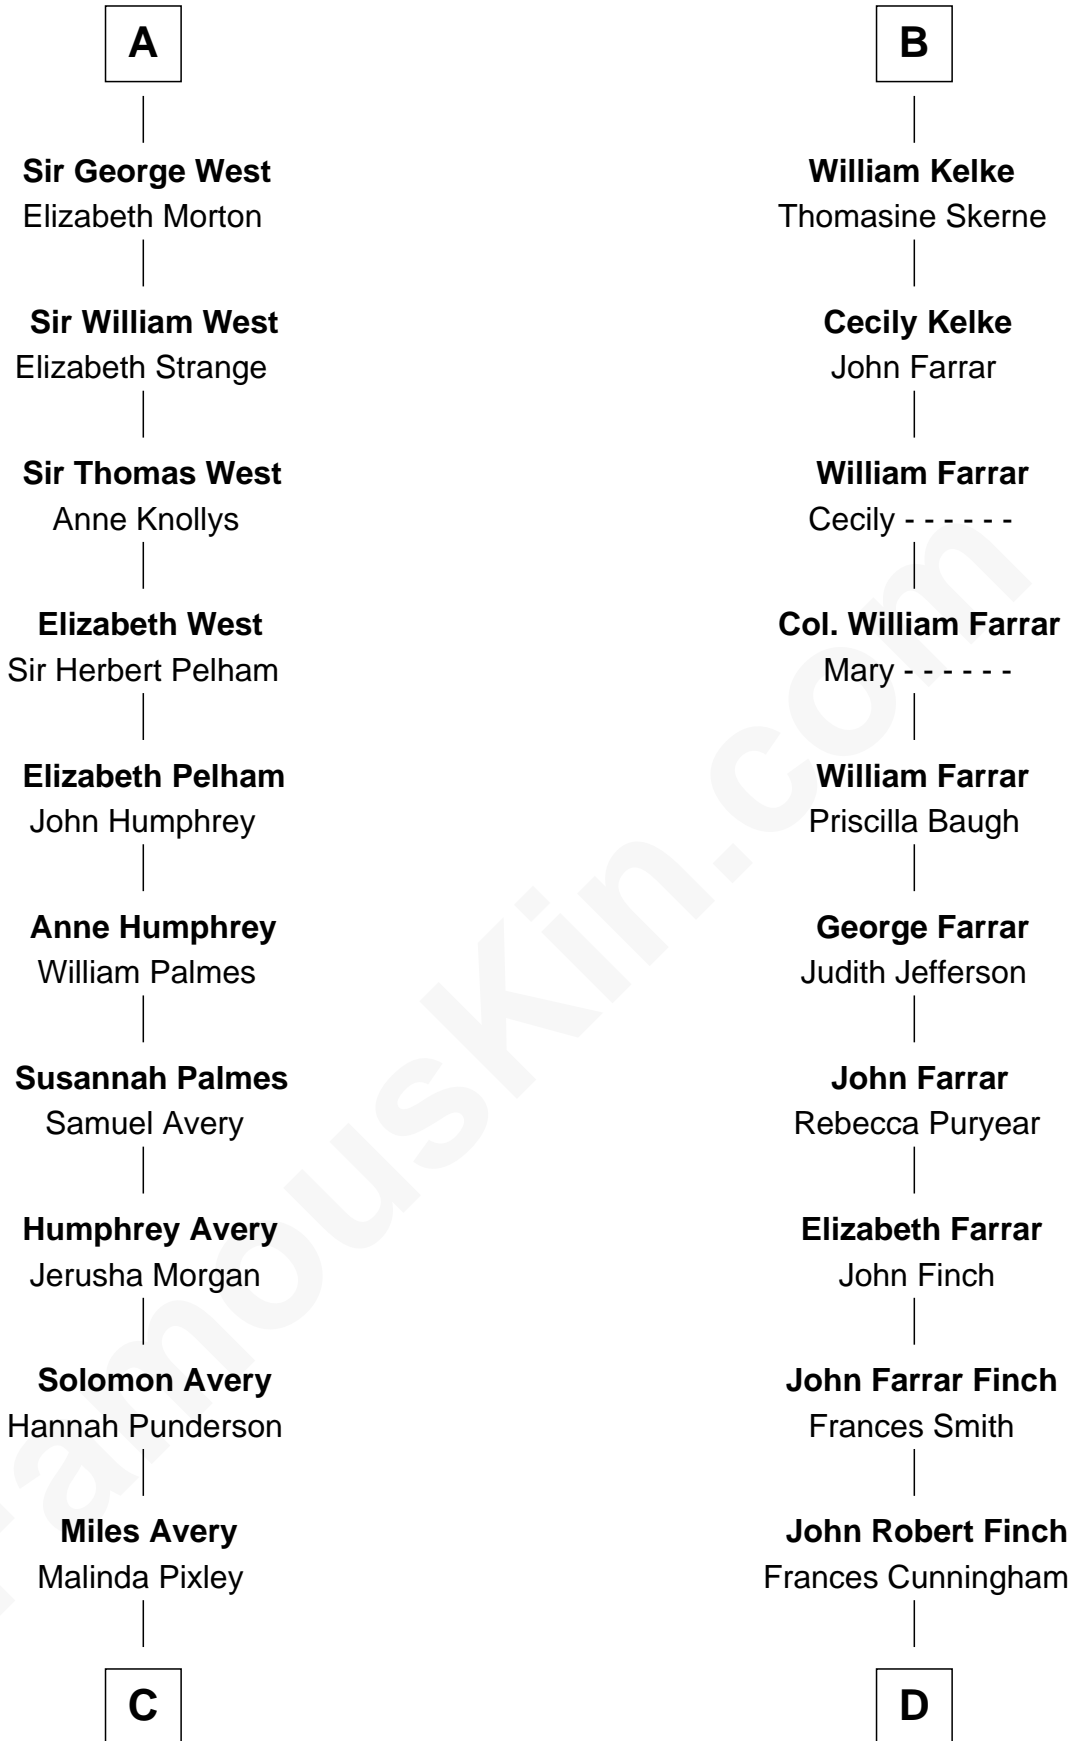 A
Sir George West
Elizabeth Morton
Sir William West
Elizabeth Strange
Sir Thomas West
Anne Knollys
Elizabeth West
Sir Herbert Pelham
Elizabeth Pelham
John Humphrey
Anne Humphrey
William Palmes
Susannah Palmes
Samuel Avery
Humphrey Avery
Jerusha Morgan
Solomon Avery
Hannah Punderson
Miles Avery
Malinda Pixley
C
B
William Kelke
Thomasine Skerne
Cecily Kelke
John Farrar
William Farrar
Cecily - - - - - -
Col. William Farrar
Mary - - - - - -
William Farrar
Priscilla Baugh
George Farrar
Judith Jefferson
John Farrar
Rebecca Puryear
Elizabeth Farrar
John Finch
John Farrar Finch
Frances Smith
John Robert Finch
Frances Cunningham
D
FamousKin.com